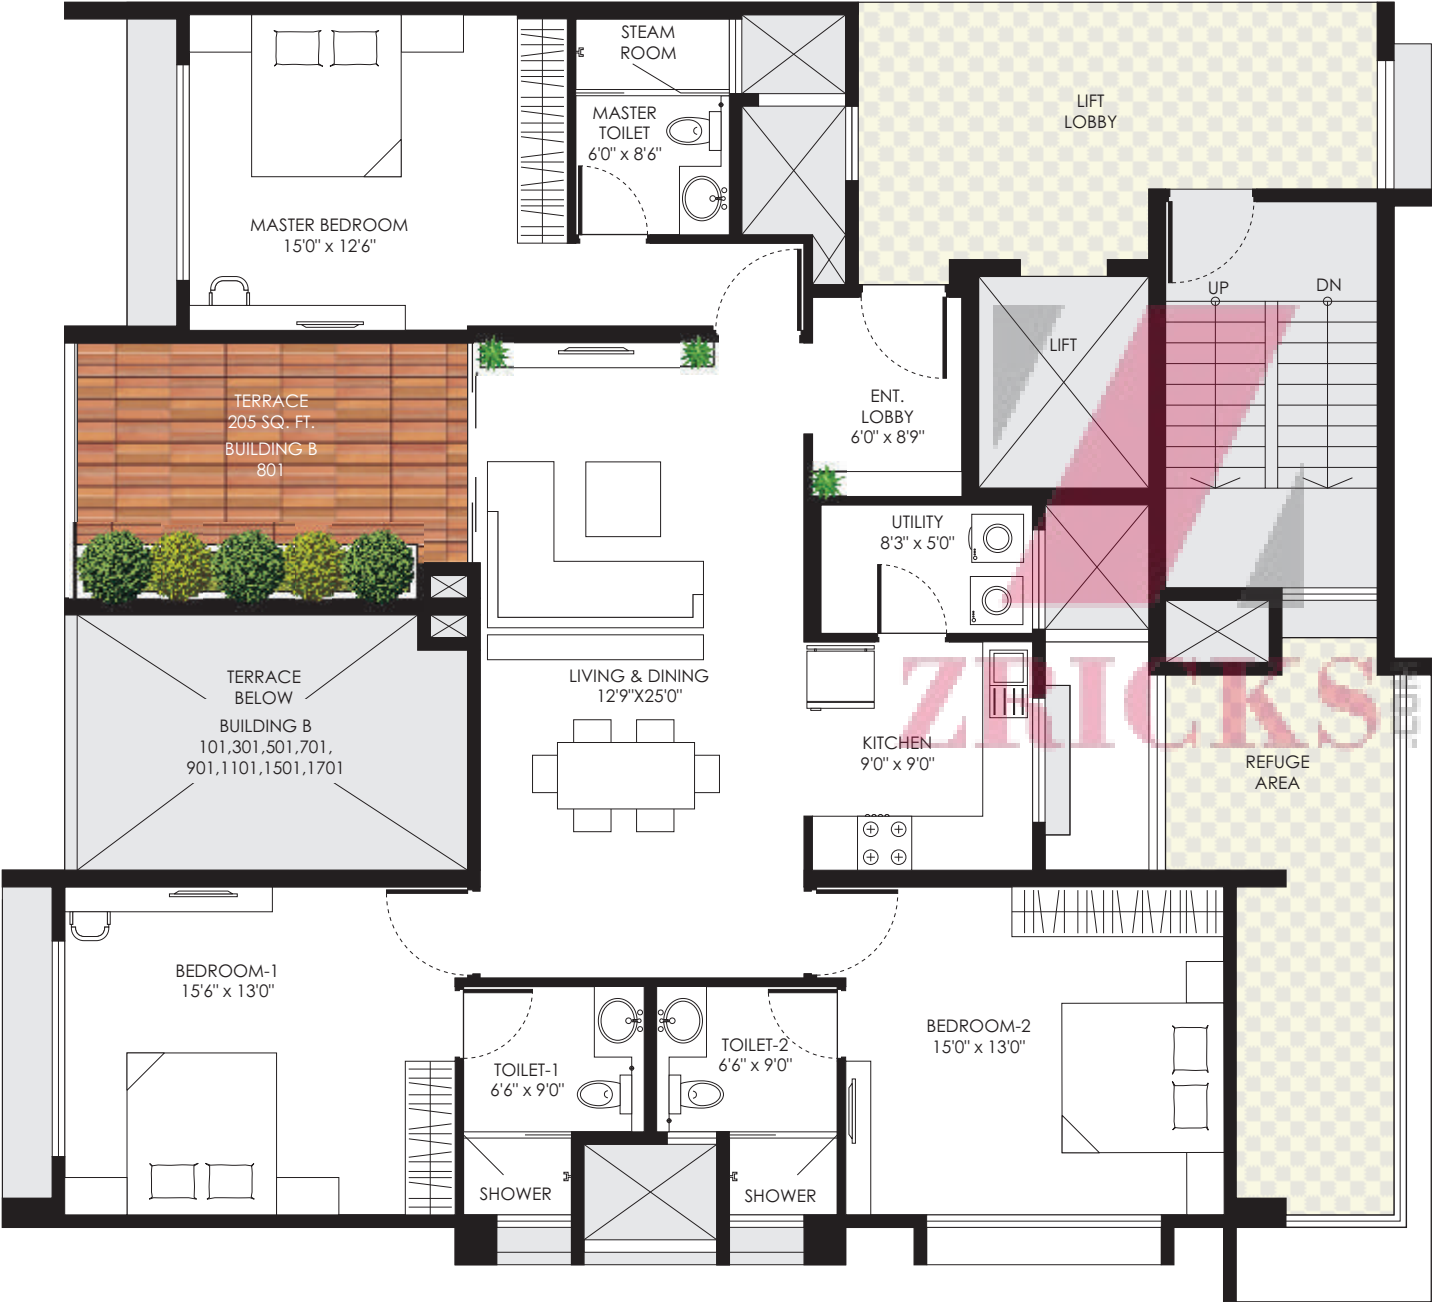 STEAM
ROOM
MASTER
TOILET
6'0" x 8'6"
LIFT
LOBBY
MASTER BEDROOM
15'0" x 12'6"
UP
DN
LIFT
ENT.
LOBBY
6'0" x 8'9"
TERRACE
205 SQ. FT.
BUILDING B
801
UTILITY
8'3" x 5'0"
TERRACE
BELOW
BUILDING B
101,301,501,701,
901,1101,1501,1701
LIVING & DINING
12'9"X25'0"
KITCHEN
9'0" x 9'0"
ZRICKS
REFUGE
AREA
BEDROOM-1
15'6" x 13'0"
BEDROOM-2
15'0" x 13'0"
TOILET-1
6'6" x 9'0"
TOILET-2
6'6" x 9'0"
SHOWER
SHOWER